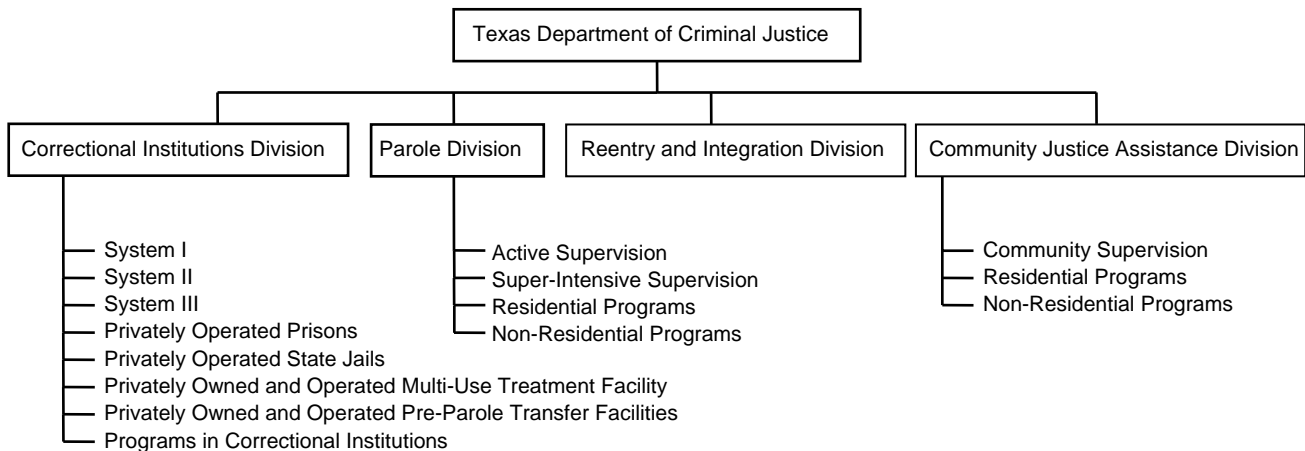 Texas Department of Criminal Justice
Correctional Institutions Division
Parole Division
Reentry and Integration Division
Community Justice Assistance Division
System I
System II
System III
Privately Operated Prisons
Privately Operated State Jails
Privately Owned and Operated Multi-Use Treatment Facility
Privately Owned and Operated Pre-Parole Transfer Facilities
Programs in Correctional Institutions
Active Supervision
Super-Intensive Supervision
Residential Programs
Non-Residential Programs
Community Supervision
Residential Programs
Non-Residential Programs